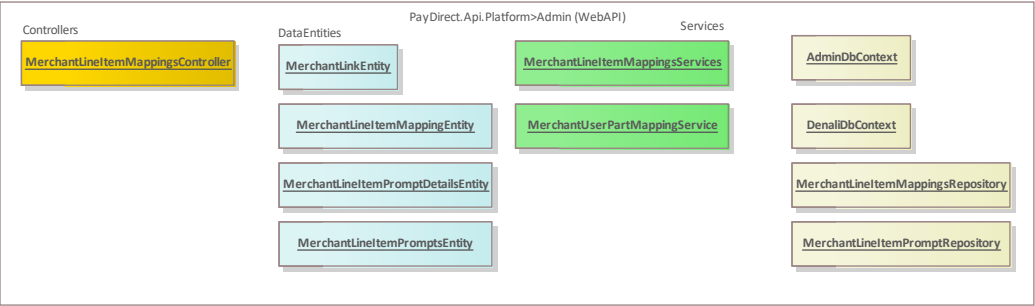 PayDirect.Api.Platform>Admin (WebAPI)
Controllers
MerchantLineItemMappingsController
DataEntities
MerchantLinkEntity
MerchantLineItemMappingEntity
MerchantLineItemPromptDetailsEntity
MerchantLineItemPromptsEntity
Services
MerchantLineItemMappingsServices
MerchantUserPartMappingService
AdminDbContext
DenaliDbContext
MerchantLineItemMappingsRepository
MerchantLineItemPromptRepository